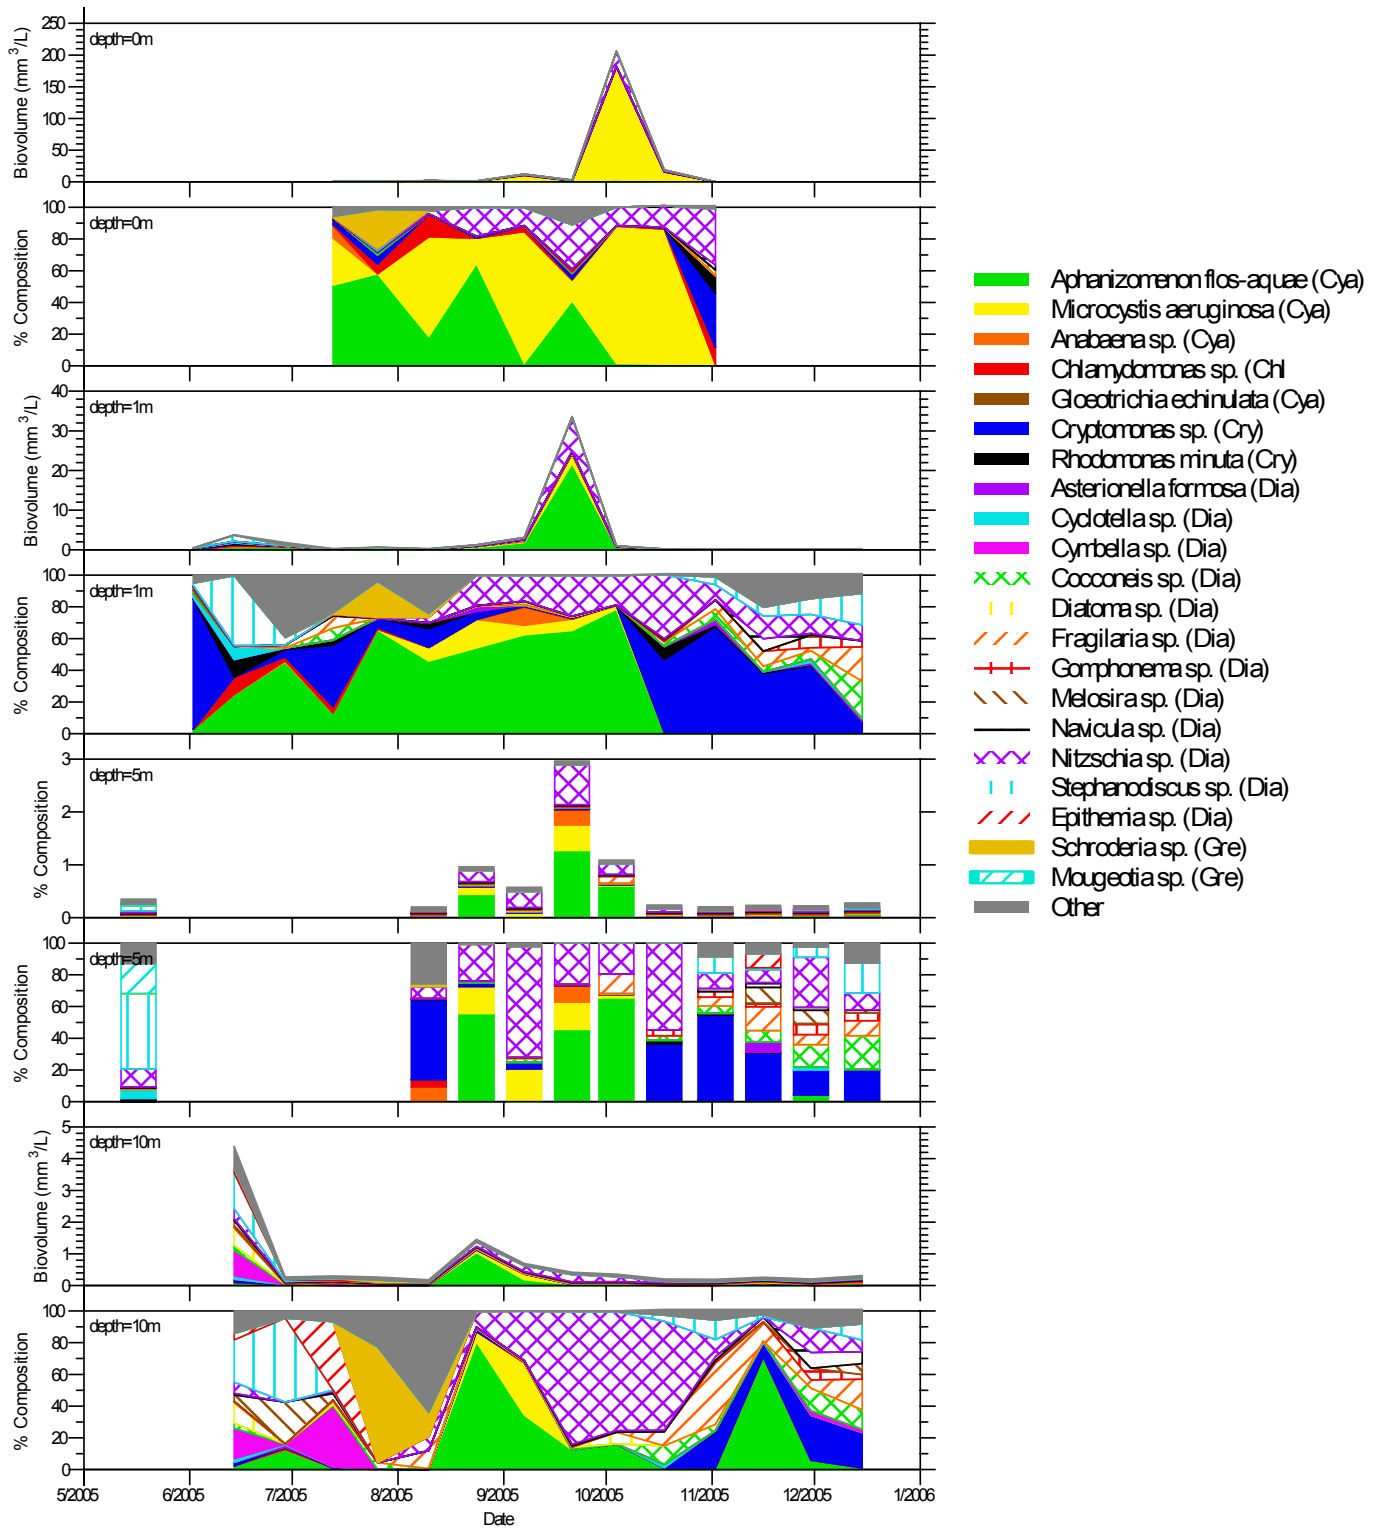 250
200
150
100
50
0
Biovolume (mm 3/L)
depth=0m
100
80
60
40
20
0
% Composition
depth=0m
40
30
20
10
0
Biovolume (mm 3/L)
depth=1m
100
80
60
40
20
0
% Composition
depth=1m
3
2
1
0
% Composition
depth=5m
100
80
60
40
20
0
% Composition
depth=5m
5
4
3
2
1
0
Biovolume (mm 3/L)
depth=10m
100
80
60
40
20
0
% Composition
depth=10m
5/2005 6/2005 7/2005 8/2005 9/2005 10/2005 11/2005 12/2005 1/2006
Date
Aphanizomenon flos-aquae (Cya)
Microcystis aeruginosa (Cya)
Anabaena sp. (Cya)
Chlamydomonas sp. (Chl
Gloeotrichia echinulata (Cya)
Cryptomonas sp. (Cry)
Rhodomonas minuta (Cry)
Asterionella formosa (Dia)
Cyclotella sp. (Dia)
Cymbella sp. (Dia)
Cocconeis sp. (Dia)
Diatoma sp. (Dia)
Fragilaria sp. (Dia)
Gomphonema sp. (Dia)
Melosira sp. (Dia)
Navicula sp. (Dia)
Nitzschia sp. (Dia)
Stephanodiscus sp. (Dia)
Epithemia sp. (Dia)
Schroderia sp. (Gre)
Mougeotia sp. (Gre)
Other